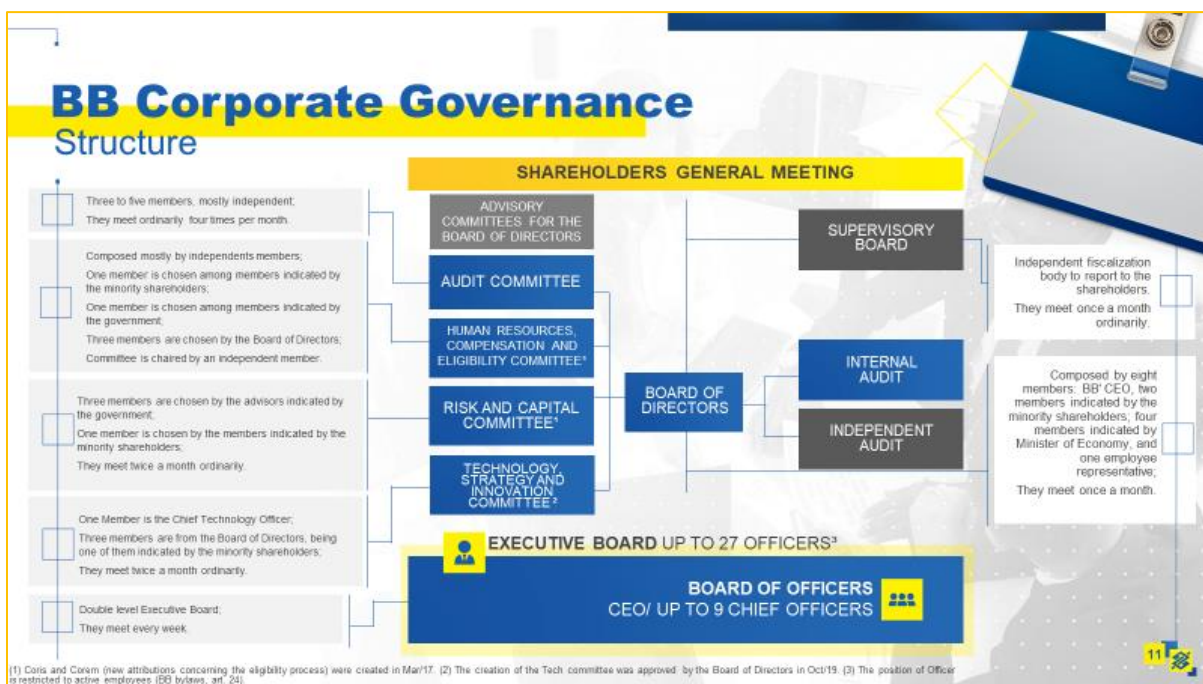 BB Corporate Governance
Structure
SHAREHOLDERS GENERAL MEETING
Three to five members, mostly independent;
They meet ordinarily four times per month.
Composed mostly by independents members;
One member is chosen among members indicated by
the minority shareholders;
One member is chosen among members indicated by
the government;
Three members are chosen by the Board of Directors;
Committee is chaired by an independent member.
Three members are chosen by the advisors indicated by
the government;
One member is chosen by the members indicated by the
minority shareholders;
They meet twice a month ordinarily.
One Member is the Chief Technology Officer;
Three members are from the Board of Directors, being
one of them indicated by the minority shareholders;
They meet twice a month ordinarily.
Double level Executive Board;
They meet every week.
ADVISORY
COMMITTEES FOR THE
BOARD OF DIRECTORS
AUDIT COMMITTEE
HUMAN RESOURCES,
COMPENSATION AND
ELIGIBILITY COMMITTEE¹
RISK AND CAPITAL
COMMITTEE¹
TECHNOLOGY,
STRATEGY AND
INNOVATION
COMMITTEE ²
BOARD OF
DIRECTORS
SUPERVISORY
BOARD
INTERNAL
AUDIT
INDEPENDENT
AUDIT
Independent fiscalization
body to report to the
shareholders.
They meet once a month
ordinarily.
Composed by eight
members: BB' CEO, two
members indicated by the
minority shareholders; four
members indicated by
Minister of Economy, and
one employee
representative;
They meet once a month.
EXECUTIVE BOARD UP TO 27 OFFICERS³
BOARD OF OFFICERS
CEO/ UP TO 9 CHIEF OFFICERS
(1) Coris and Corem (new attributions concerning the eligibility process) were created in Mar/17. (2) The creation of the Tech committee was approved by the Board of Directors in Oct/19. (3) The position of Officer
is restricted to active employees (BB bylaws, art. 24).
11